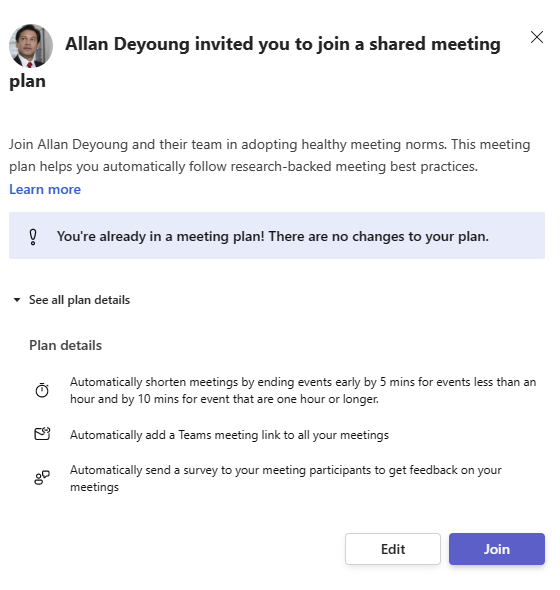 Allan Deyoung invited you to join a shared meeting
plan
Join Allan Deyoung and their team in adopting healthy meeting norms. This meeting
plan helps you automatically follow research-backed meeting best practices.
Learn more
You're already in a meeting plan! There are no changes to your plan.
See all plan details
Plan details
Automatically shorten meetings by ending events early by 5 mins for events less than an
hour and by 10 mins for event that are one hour or longer.
Automatically add a Teams meeting link to all your meetings
Automatically send a survey to your meeting participants to get feedback on your
meetings
Edit
Join